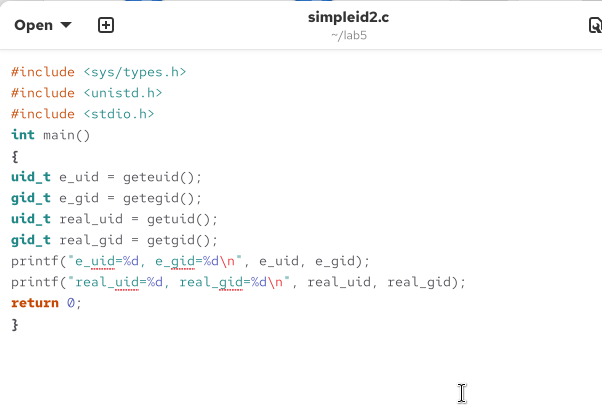 Open
simpleid2.c
~/lab5
#include <sys/types.h>
#include <unistd.h>
#include <stdio.h>
int main()
{
uid_t e_uid = geteuid();
gid_t e_gid = getegid();
uid_t real_uid = getuid();
gid_t real_gid = getgid();
printf("e_uid=%d, e_gid=%d\n", e_uid, e_gid);
printf("real_uid=%d, real_gid=%d\n", real_uid, real_gid);
return 0;
}